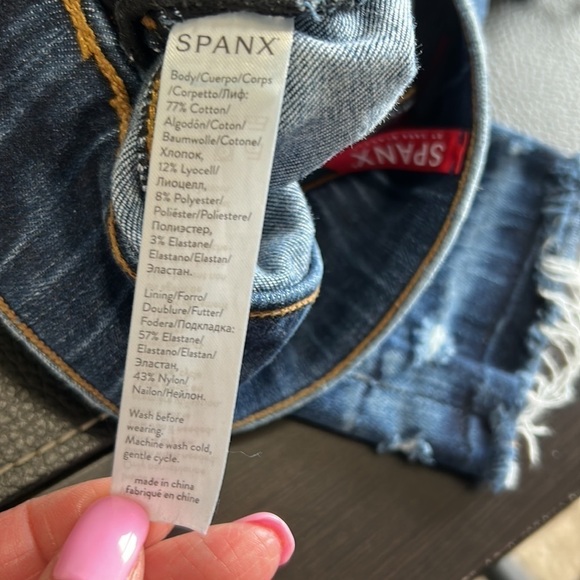 SPANX
Body/Cuerpo/Corps
/Corpetto/Лиф:
77% Cotton/
Algodón/Coton/
Baumwolle/Cotone/
Хлопок,
12% Lyocell/
Лиоцелл,
8% Polyester/
Poliéster/Poliestere/
Полиэстер,
3% Elastane/
Elastano/Elastan/
Эластан.
Lining/Forro/
Doublure/Futter/
Fodera/Подкладка:
57% Elastane/
Elastano/Elastan/
Эластан,
43% Nylon/
Nailon/Нейлон.
Wash before
wearing.
Machine wash cold,
gentle cycle.
made in china
fabriqué en chine
SPANX